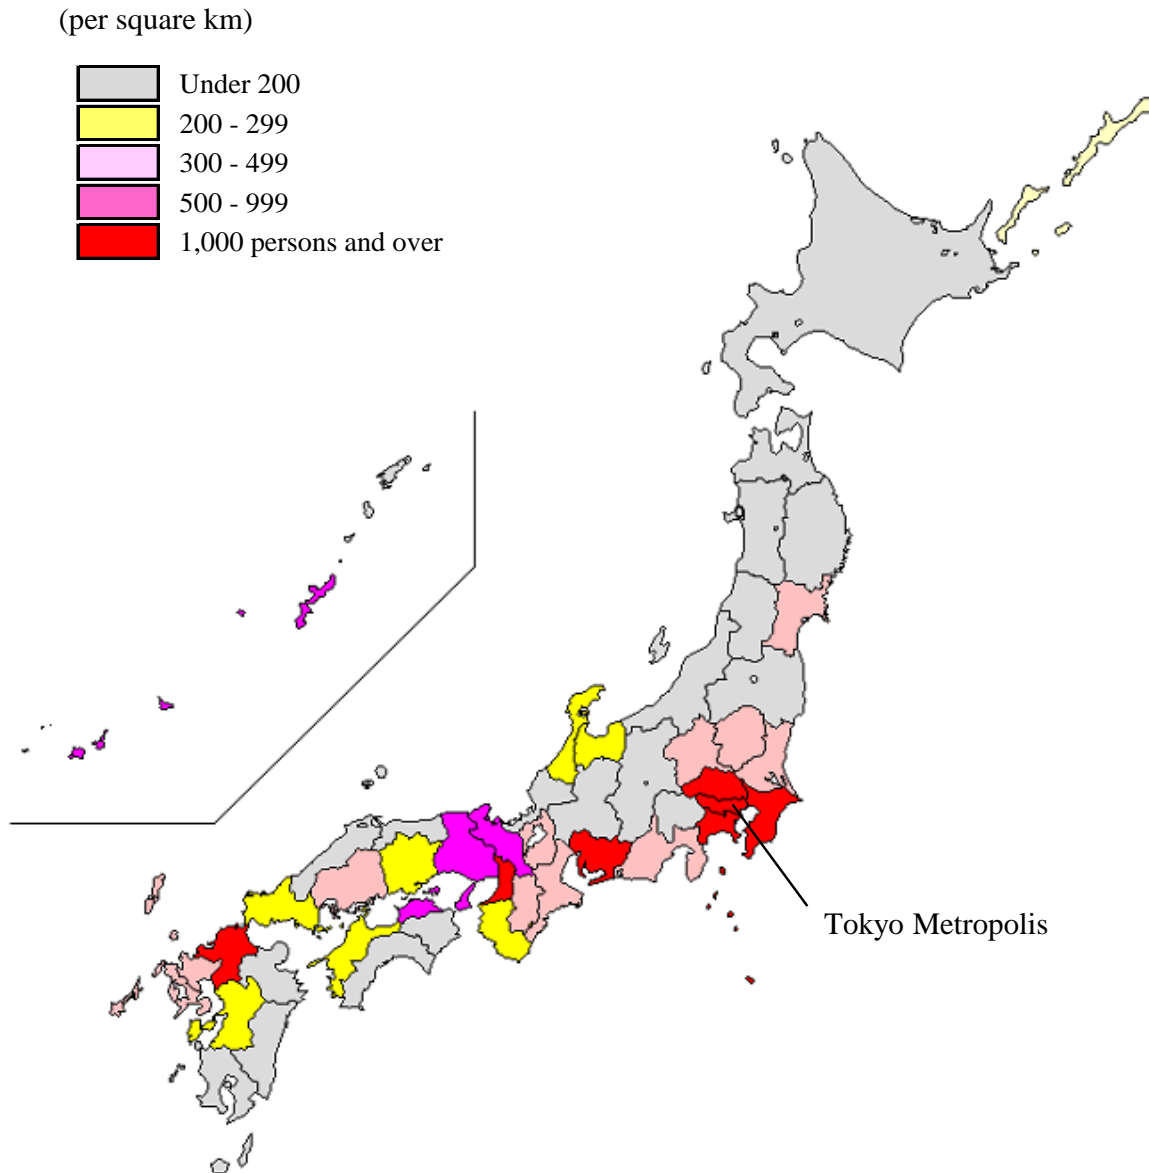 (per square km)
Under 200
200 - 299
300 - 499
500 - 999
1,000 persons and over
Tokyo Metropolis